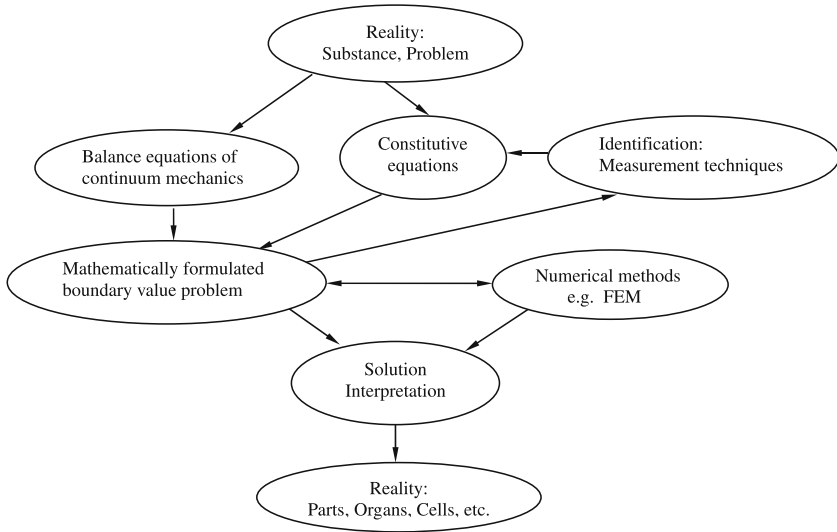 Reality:
Substance, Problem
Balance equations of
continuum mechanics
Constitutive
equations
Identification:
Measurement techniques
Mathematically formulated
boundary value problem
Numerical methods
e.g. FEM
Solution
Interpretation
Reality:
Parts, Organs, Cells, etc.